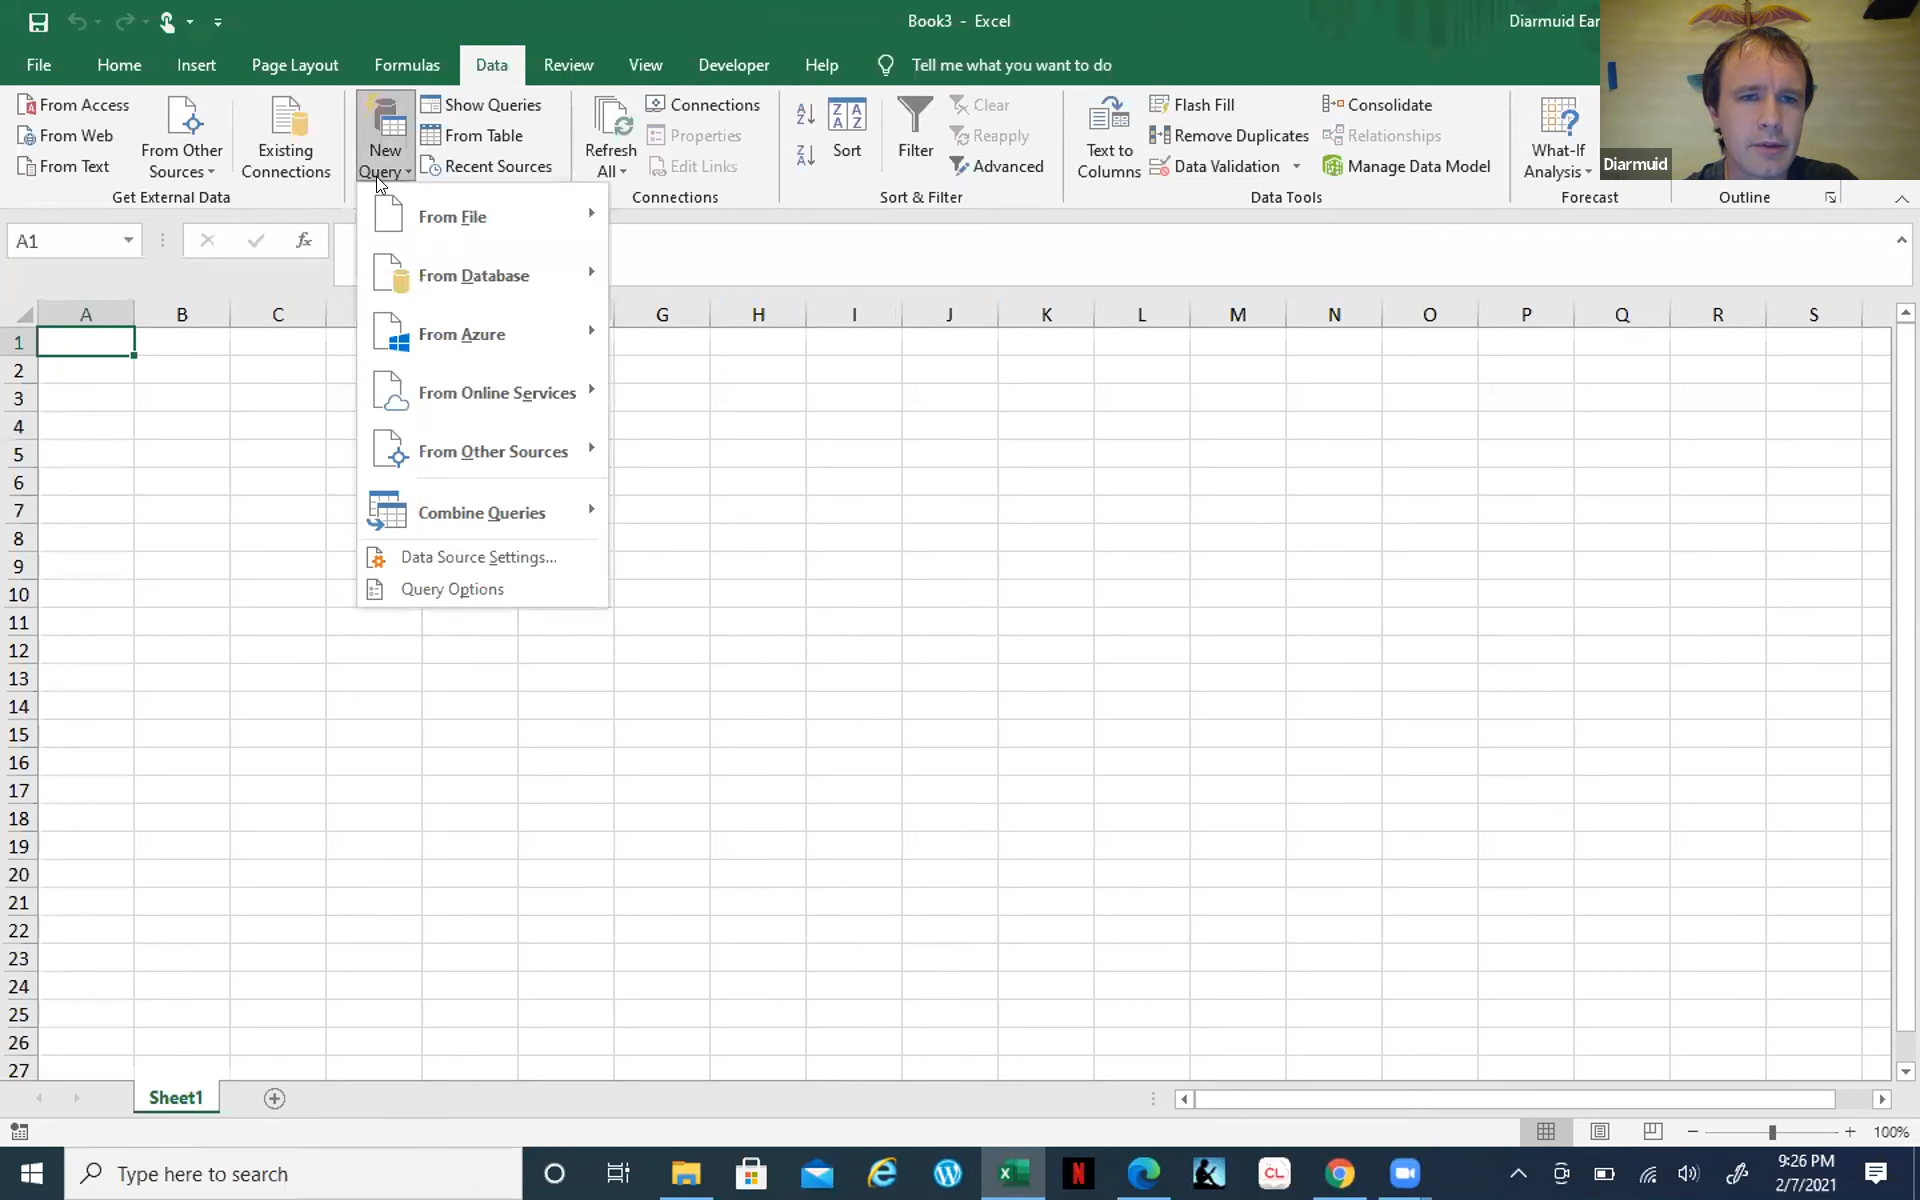 Book3 - Excel
Diarmuid Ear
File Home Insert Page Layout Formulas Data Review View Developer Help Tell me what you want to do
From Access
From Web
From Text
From Other Sources
Existing Connections
Get External Data
New Query
Show Queries
From Table
Recent Sources
Refresh All
Connections
Properties
Edit Links
Connections
Sort
Filter
Clear
Reapply
Advanced
Sort & Filter
Text to Columns
Flash Fill
Remove Duplicates
Data Validation
Consolidate
Relationships
Manage Data Model
Data Tools
What-If Analysis
Forecast
Outline
Diarmuid
A1
fx
From File
From Database
From Azure
From Online Services
From Other Sources
Combine Queries
Data Source Settings...
Query Options
A B C G H I J K L M N O P Q R S
1
2
3
4
5
6
7
8
9
10
11
12
13
14
15
16
17
18
19
20
21
22
23
24
25
26
27
Sheet1
100%
Type here to search
9:26 PM
2/7/2021